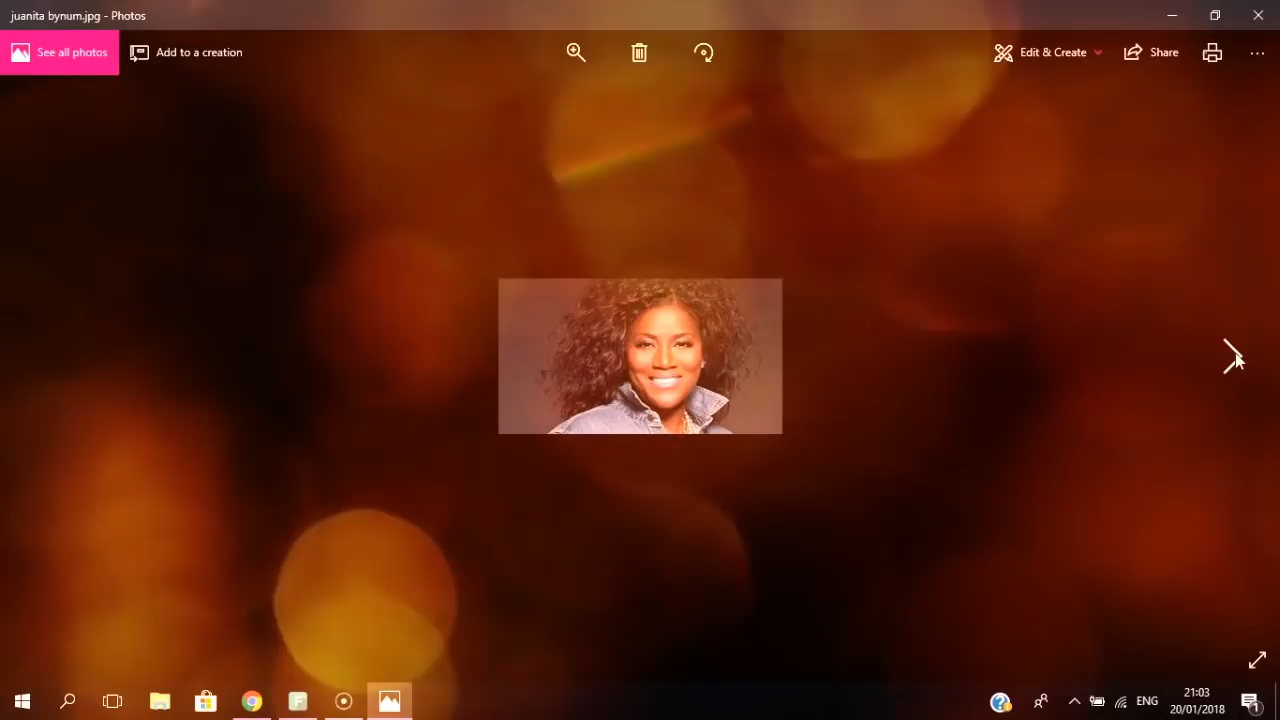 juanita bynum.jpg - Photos
See all photos
Add to a creation
Edit & Create
Share
F
ENG
21:03
20/01/2018
1